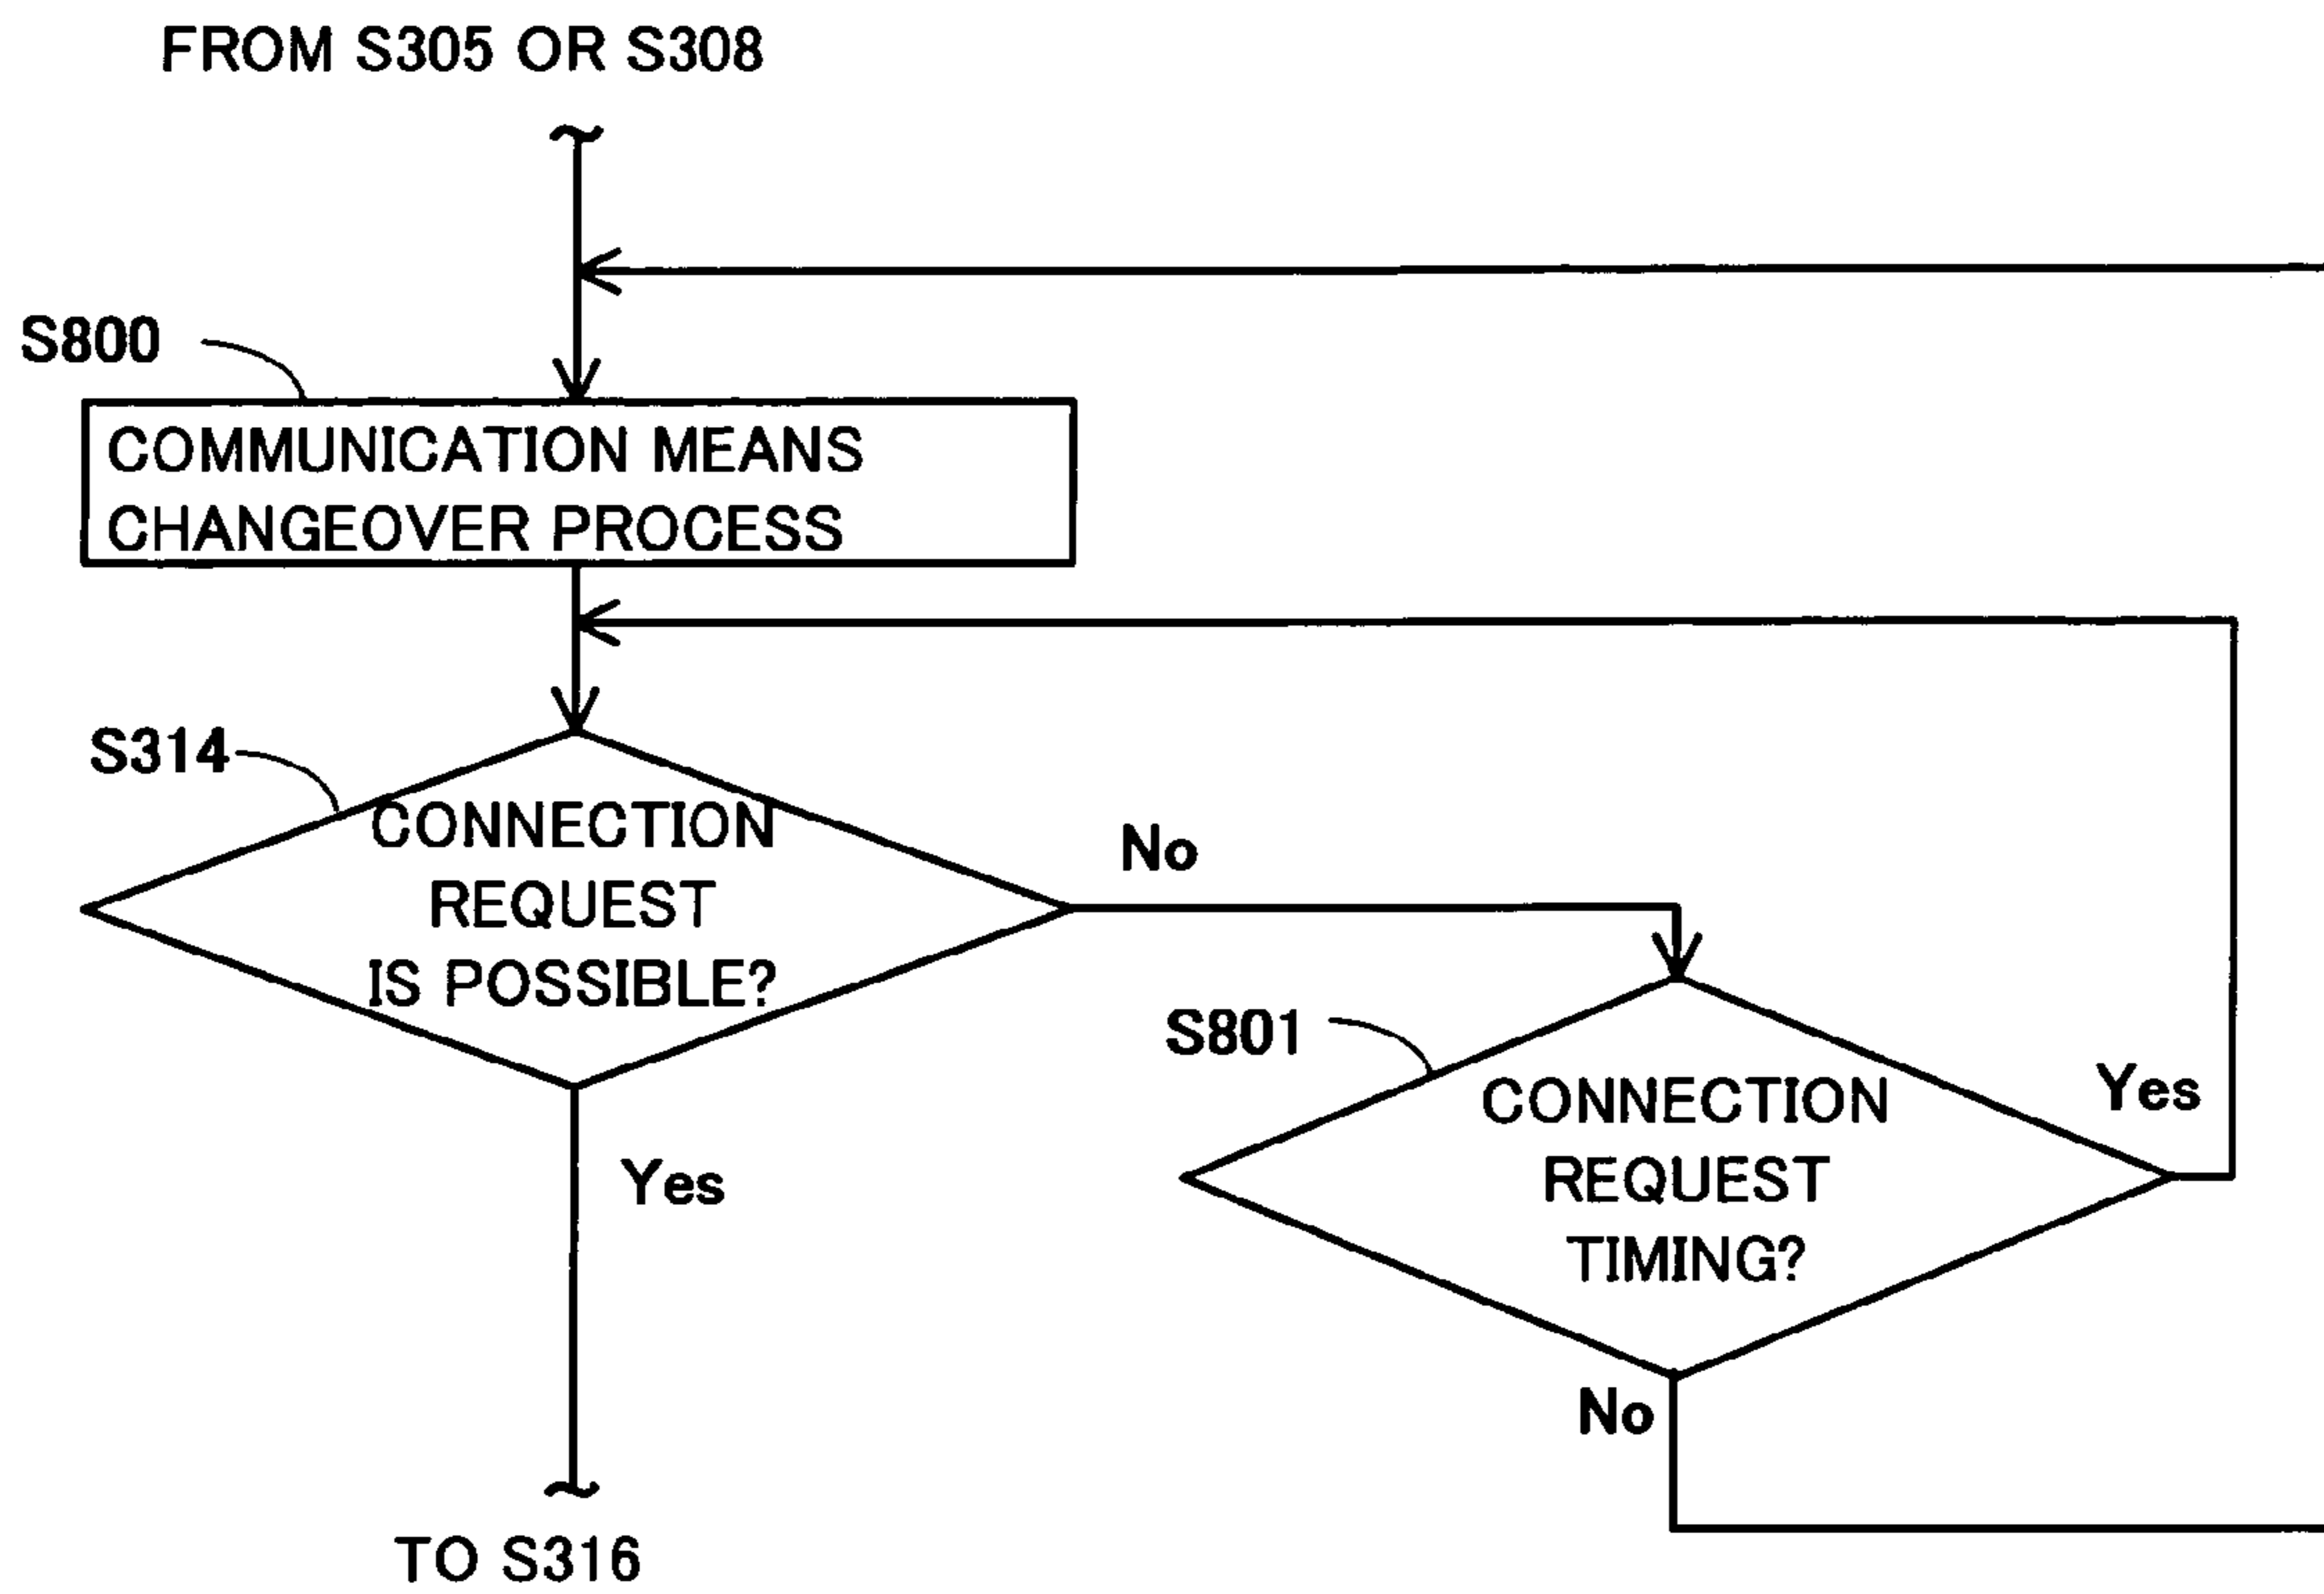 FROM S305 OR S308
S800
COMMUNICATION MEANS
CHANGEOVER PROCESS
S314
CONNECTION
REQUEST
IS POSSIBLE?
No
S801
CONNECTION
REQUEST
TIMING?
Yes
Yes
No
TO S316